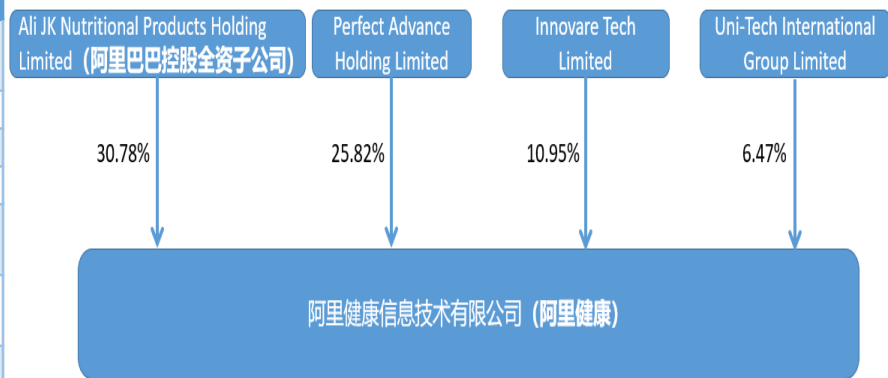 Ali JK Nutritional Products Holding
Limited（阿里巴巴控股全资子公司）
Perfect Advance
Holding Limited
Innovare Tech
Limited
Uni-Tech International
Group Limited
30.78%
25.82%
10.95%
6.47%
阿里健康信息技术有限公司（阿里健康）